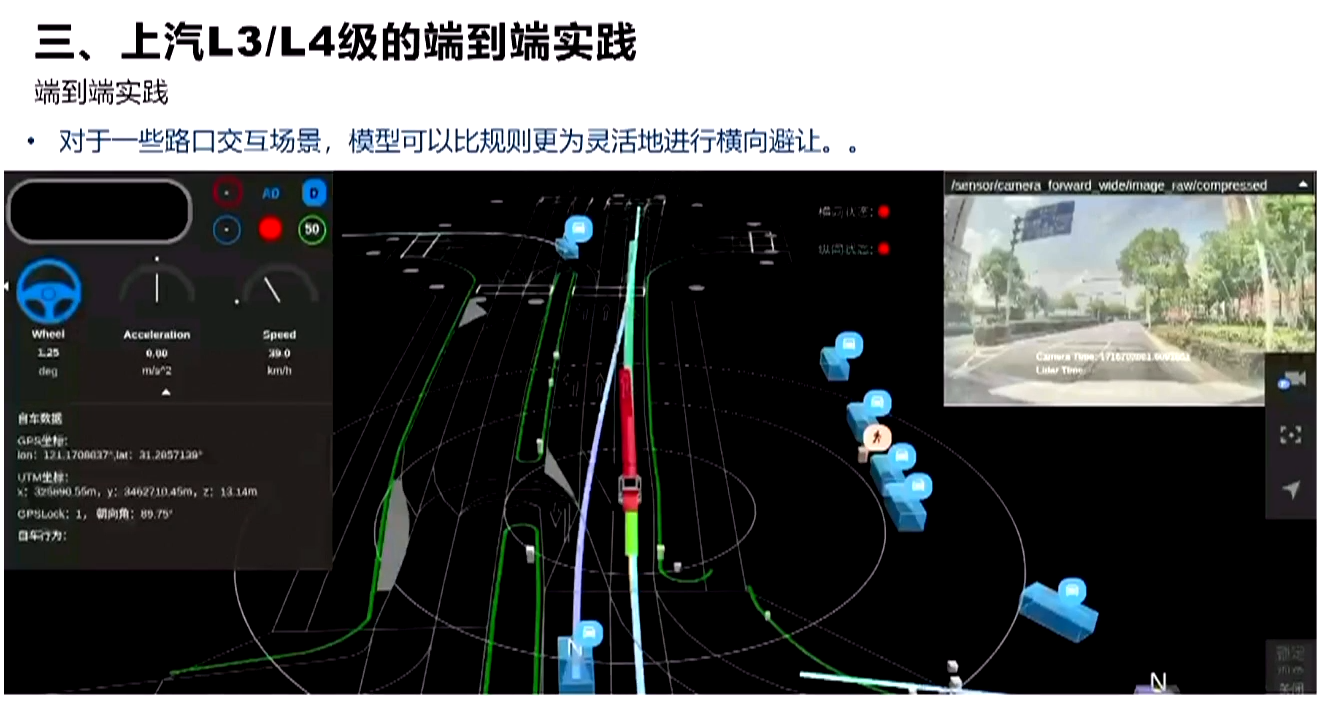 三、上汽L3/L4级的端到端实践
端到端实践
• 对于一些路口交互场景，模型可以比规则更为灵活地进行横向避让。。
AD D
50
Wheel Acceleration Speed
1.25 0.00 39.0
deg m/s^2 km/h
自车数据
GPS坐标:
lon: 121.1708037°,lat: 31.2857139°
UTM坐标:
y: 3462710.45m, z: 13.14m
GPSLock: 1, 朝向角: 89.75°
自车行为:
横向状态:
纵向状态:
/sensor/camera_forward_wide/image_raw/compressed
Camera Time:
Lidar Time:
N
N
锁定
关闭